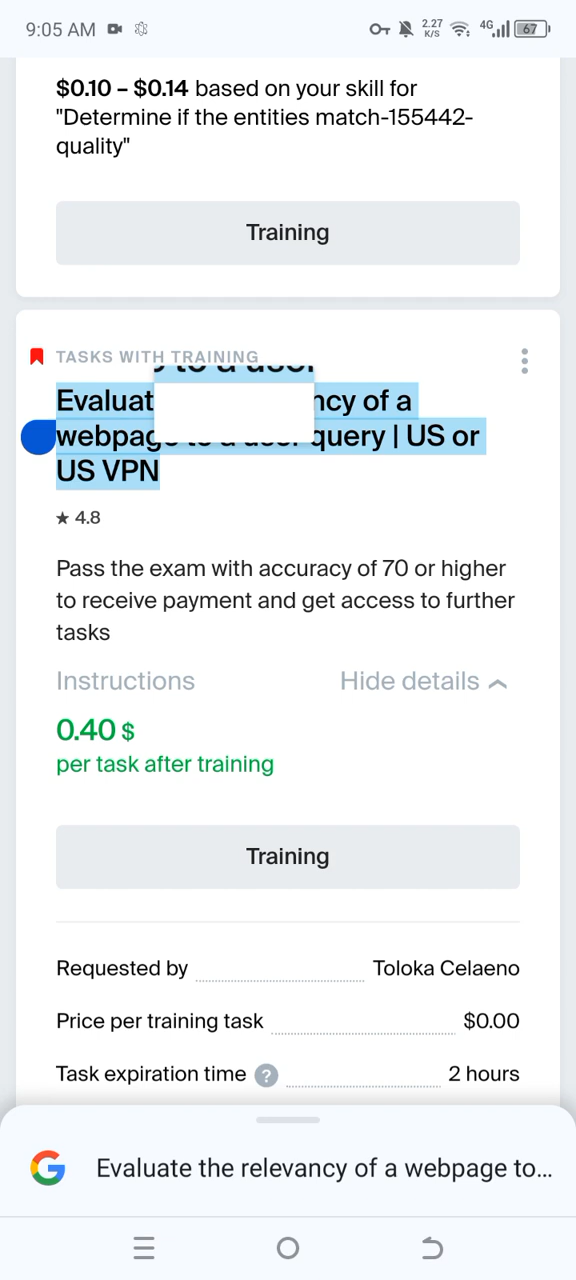 9:05 AM
2.27 K/S
4G
67
$0.10 – $0.14 based on your skill for
"Determine if the entities match-155442-
quality"
Training
TASKS WITH TRAINING
Evaluat ncy of a
webpag query | US or
US VPN
★ 4.8
Pass the exam with accuracy of 70 or higher
to receive payment and get access to further
tasks
Instructions
Hide details
0.40 $
per task after training
Training
Requested by Toloka Celaeno
Price per training task $0.00
Task expiration time ? 2 hours
Evaluate the relevancy of a webpage to...